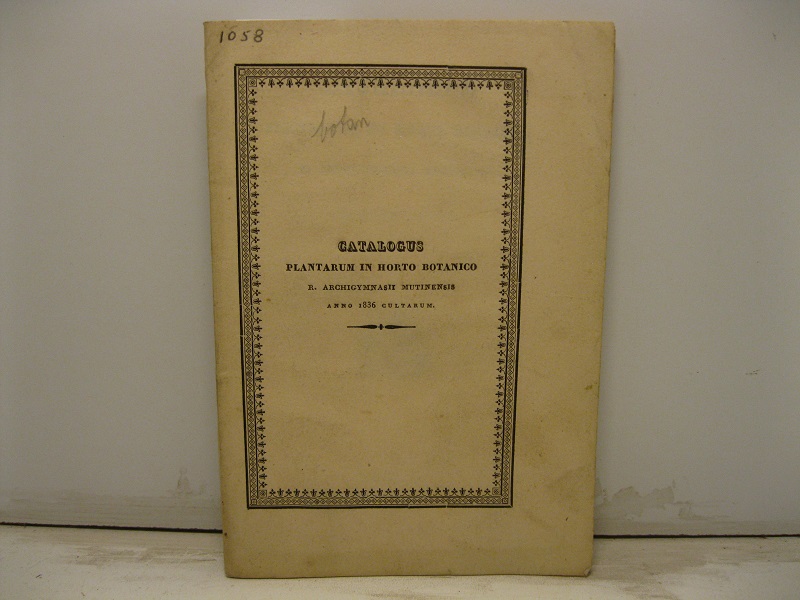 1058
botan
CATALOGUS
PLANTARUM IN HORTO BOTANICO
R. ARCHIGYMNASII MUTINENSIS
ANNO 1836 CULTARUM.